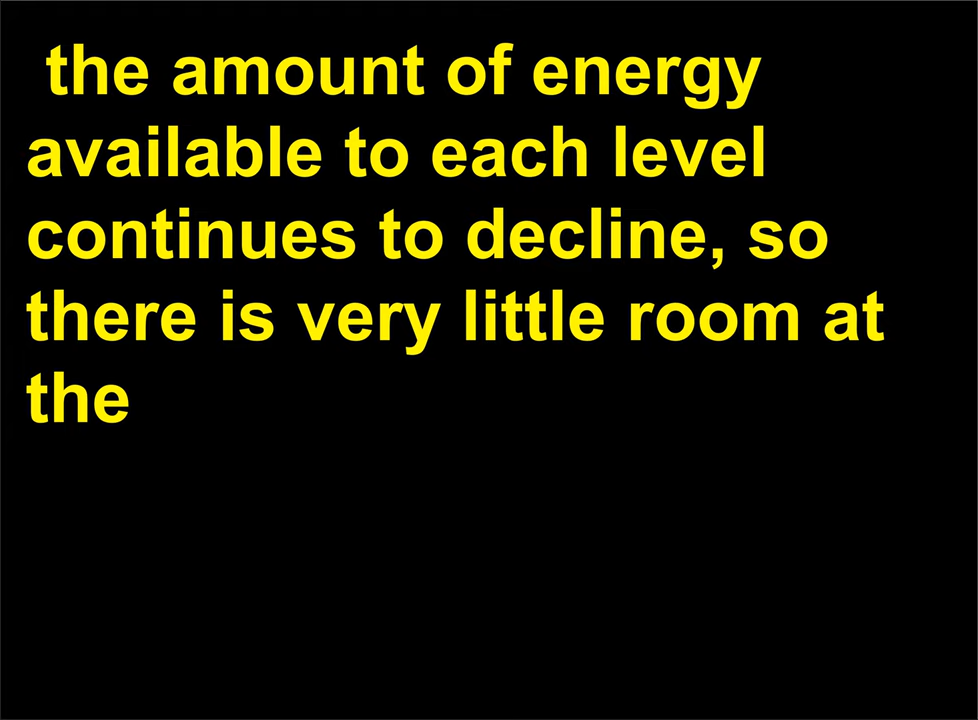 the amount of energy
available to each level
continues to decline, so
there is very little room at
the